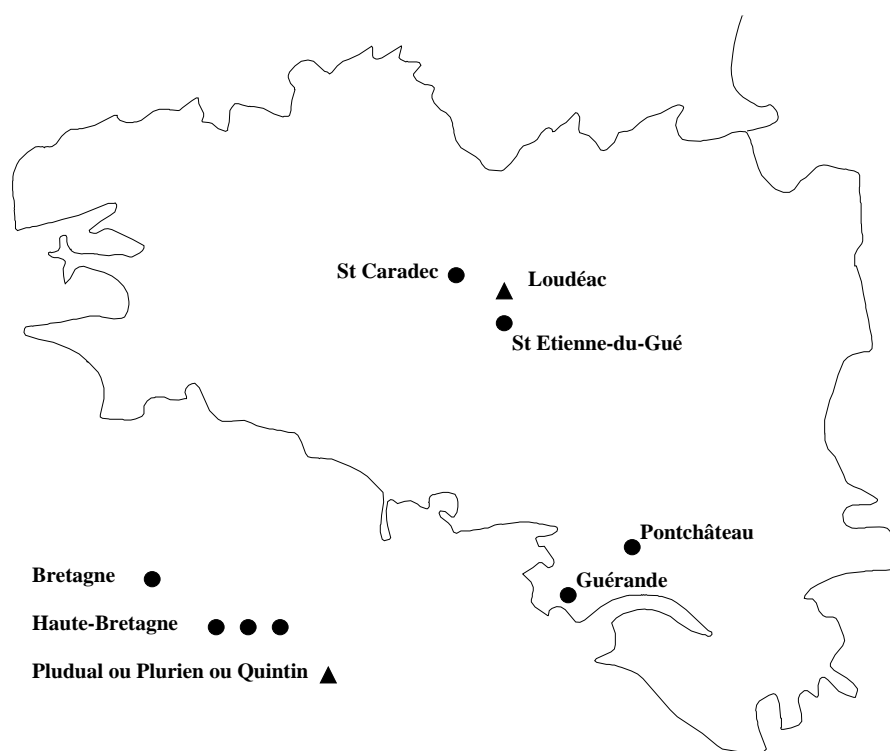 St Caradec
Loudéac
St Etienne-du-Gué
Pontchâteau
Guérande
Bretagne
Haute-Bretagne
Pludual ou Plurien ou Quintin